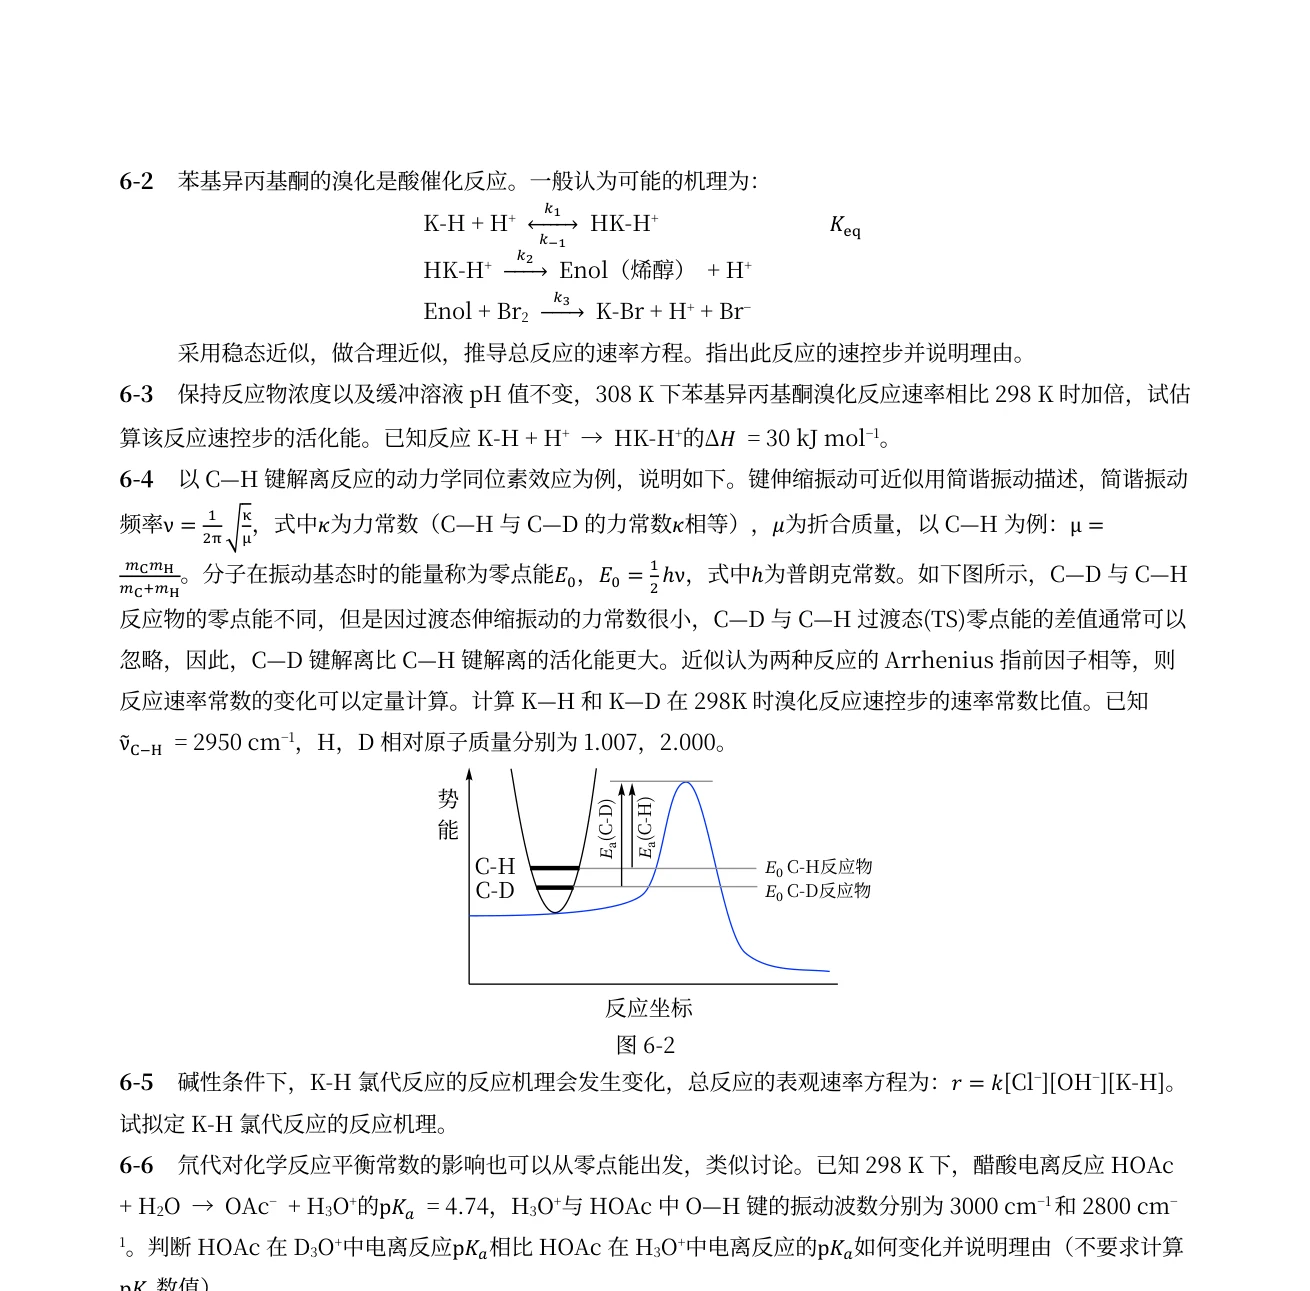 6-2 苯基异丙基酮的溴化是酸催化反应。一般认为可能的机理为：
K-H + H⁺ ⟷ HK-H⁺ k₁ k₋₁ K_eq
HK-H⁺ —k₂→ Enol（烯醇） + H⁺
Enol + Br₂ —k₃→ K-Br + H⁺ + Br⁻
采用稳态近似，做合理近似，推导总反应的速率方程。指出此反应的速控步并说明理由。
6-3 保持反应物浓度以及缓冲溶液 pH 值不变，308 K 下苯基异丙基酮溴化反应速率相比 298 K 时加倍，试估
算该反应速控步的活化能。已知反应 K-H + H⁺ → HK-H⁺的ΔH = 30 kJ mol⁻¹。
6-4 以 C—H 键解离反应的动力学同位素效应为例，说明如下。键伸缩振动可近似用简谐振动描述，简谐振动
频率ν = 1/2π √(κ/μ)，式中κ为力常数（C—H 与 C—D 的力常数κ相等），μ为折合质量，以 C—H 为例：μ =
m_C m_H/(m_C+m_H)。分子在振动基态时的能量称为零点能E₀，E₀ = 1/2 hν，式中h为普朗克常数。如下图所示，C—D 与 C—H
反应物的零点能不同，但是因过渡态伸缩振动的力常数很小，C—D 与 C—H 过渡态(TS)零点能的差值通常可以
忽略，因此，C—D 键解离比 C—H 键解离的活化能更大。近似认为两种反应的 Arrhenius 指前因子相等，则
反应速率常数的变化可以定量计算。计算 K—H 和 K—D 在 298K 时溴化反应速控步的速率常数比值。已知
ν̃_C−H = 2950 cm⁻¹，H，D 相对原子质量分别为 1.007，2.000。
势能
E_a(C-D)
E_a(C-H)
C-H
C-D
E₀ C-H反应物
E₀ C-D反应物
反应坐标
图 6-2
6-5 碱性条件下，K-H 氯代反应的反应机理会发生变化，总反应的表观速率方程为：r = k[Cl⁻][OH⁻][K-H]。
试拟定 K-H 氯代反应的反应机理。
6-6 氘代对化学反应平衡常数的影响也可以从零点能出发，类似讨论。已知 298 K 下，醋酸电离反应 HOAc
+ H₂O → OAc⁻ + H₃O⁺的pKₐ = 4.74，H₃O⁺与 HOAc 中 O—H 键的振动波数分别为 3000 cm⁻¹和 2800 cm⁻
¹。判断 HOAc 在 D₃O⁺中电离反应pKₐ相比 HOAc 在 H₃O⁺中电离反应的pKₐ如何变化并说明理由（不要求计算
pKₐ数值）